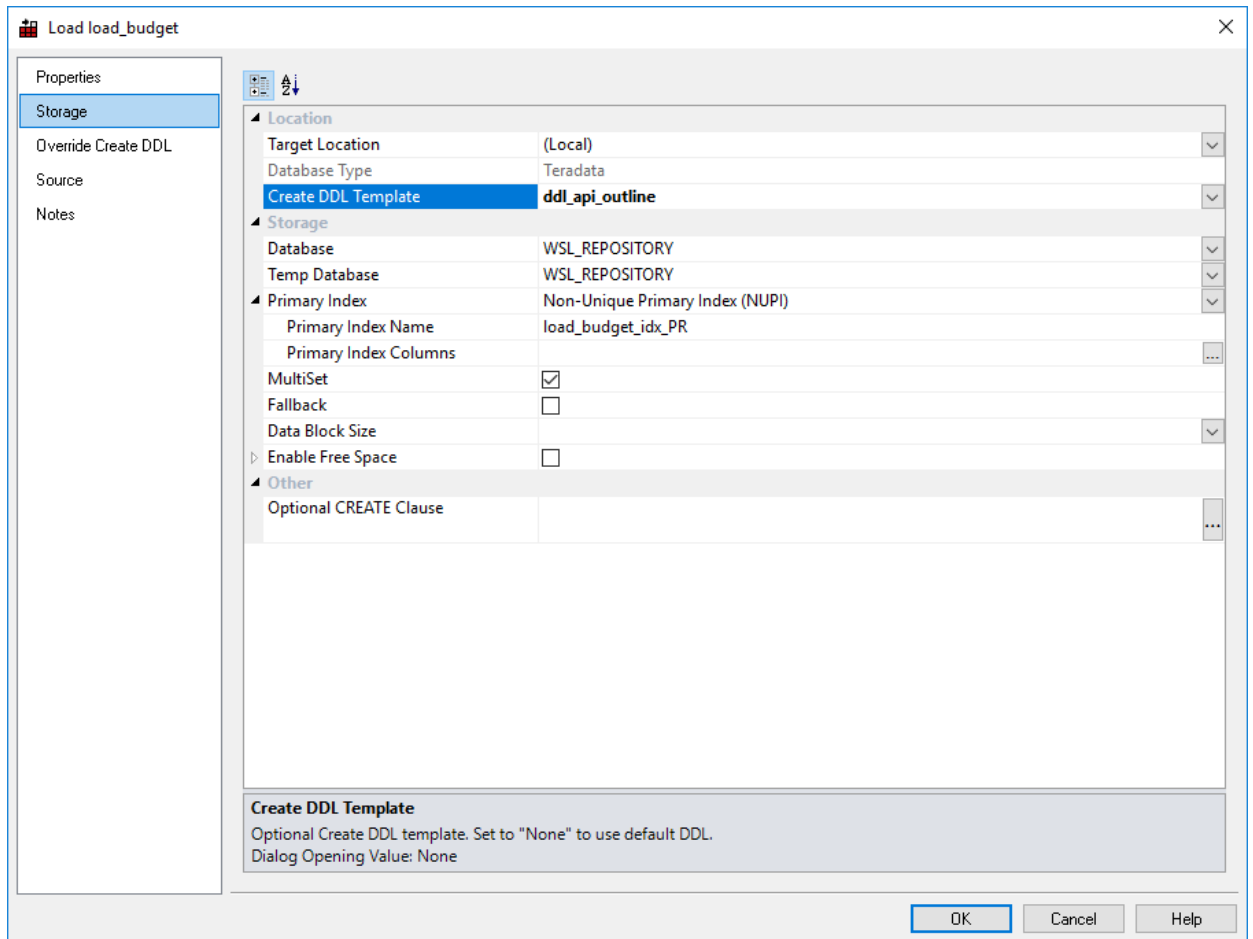 Load load_budget
Properties
Storage
Override Create DDL
Source
Notes
Location
Target Location (Local)
Database Type Teradata
Create DDL Template ddl_api_outline
Storage
Database WSL_REPOSITORY
Temp Database WSL_REPOSITORY
Primary Index Non-Unique Primary Index (NUPI)
Primary Index Name load_budget_idx_PR
Primary Index Columns ...
MultiSet
Fallback
Data Block Size
Enable Free Space
Other
Optional CREATE Clause ...
Create DDL Template
Optional Create DDL template. Set to "None" to use default DDL.
Dialog Opening Value: None
OK Cancel Help